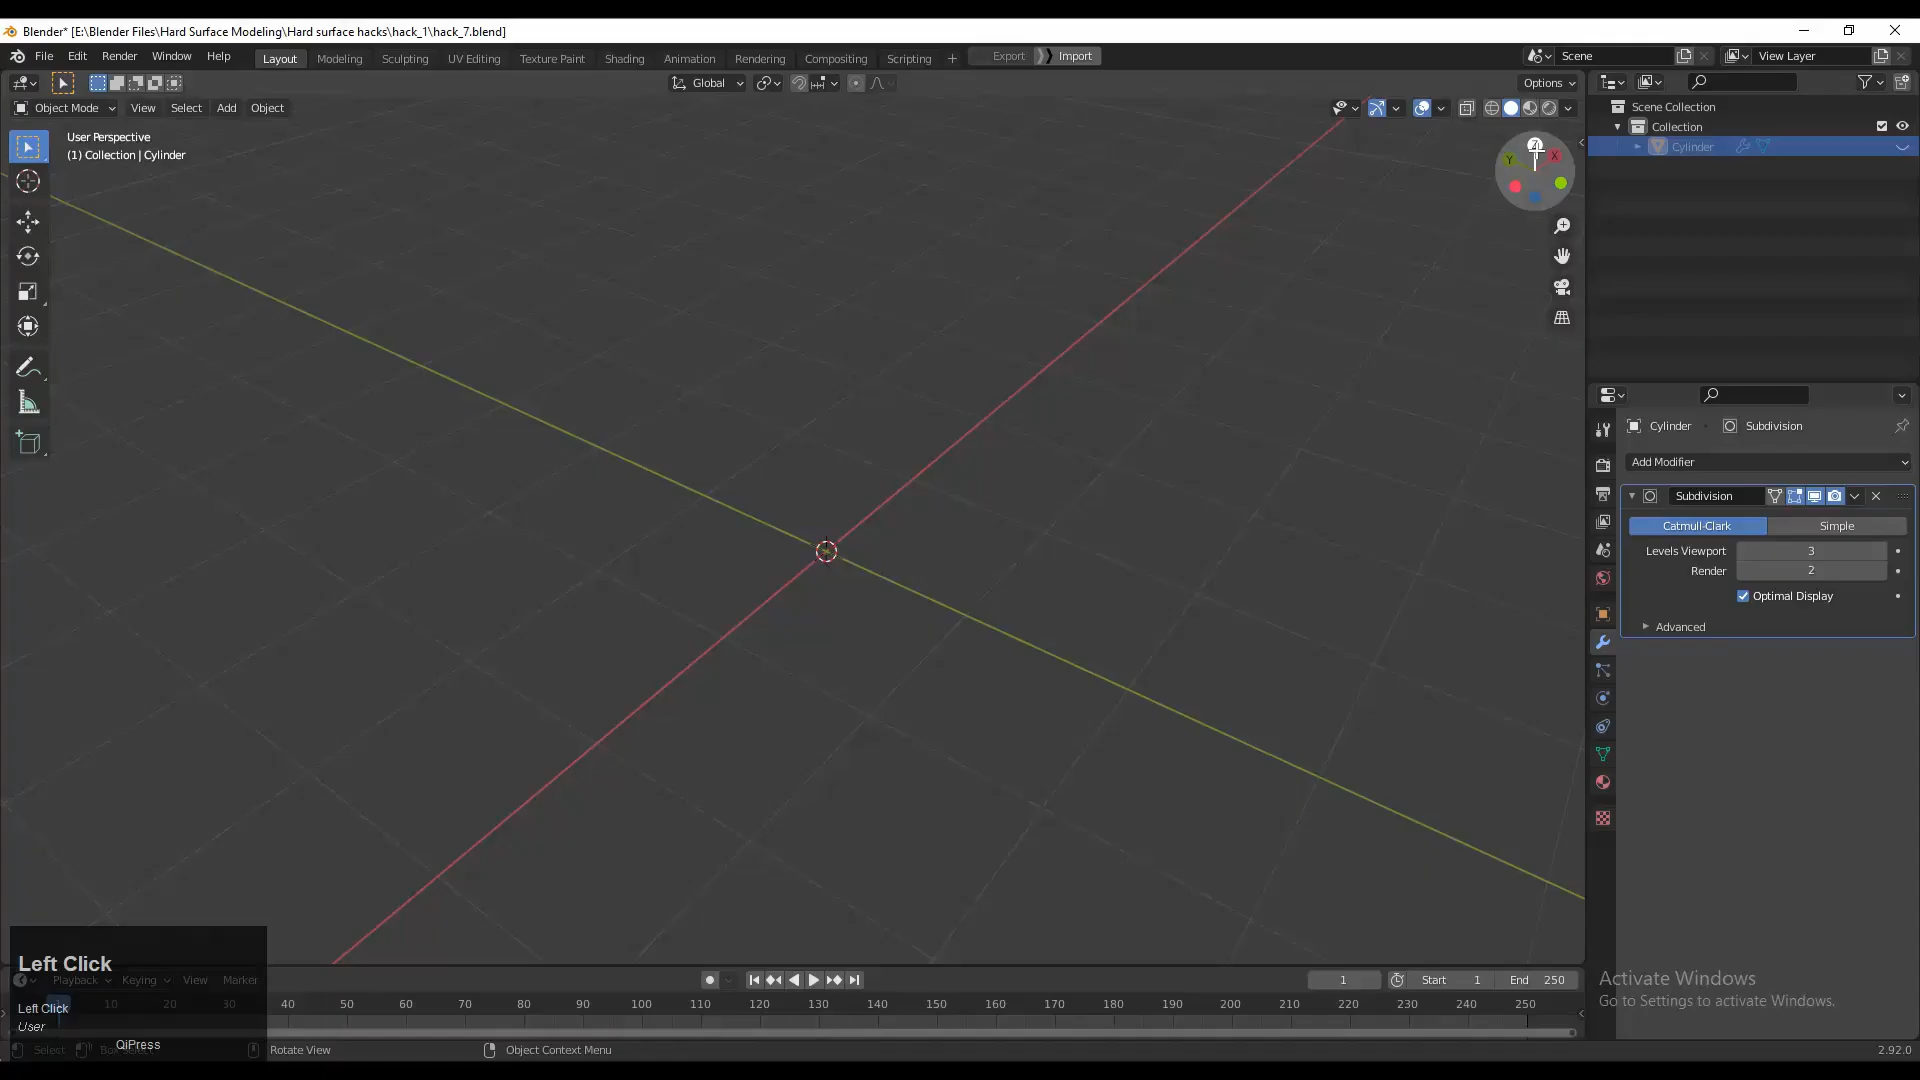 Blender* [E:\Blender Files\Hard Surface Modeling\Hard surface hacks\hack_1\hack_7.blend]
File Edit Render Window Help Layout Modeling Sculpting UV Editing Texture Paint Shading Animation Rendering Compositing Scripting + Export Import Scene View Layer
Global Options
Object Mode View Select Add Object
User Perspective
(1) Collection | Cylinder
Z
Y X
Scene Collection
Collection
Cylinder
Cylinder Subdivision
Add Modifier
Subdivision
Catmull-Clark Simple
Levels Viewport 3
Render 2
Optimal Display
Advanced
Left Click
Left Click
User
QiPress
Playback Keying View Marker
1 Start 1 End 250
10 20 30 40 50 60 70 80 90 100 110 120 130 140 150 160 170 180 190 200 210 220 230 240 250
Select Box Select Rotate View Object Context Menu
Activate Windows
Go to Settings to activate Windows.
2.92.0